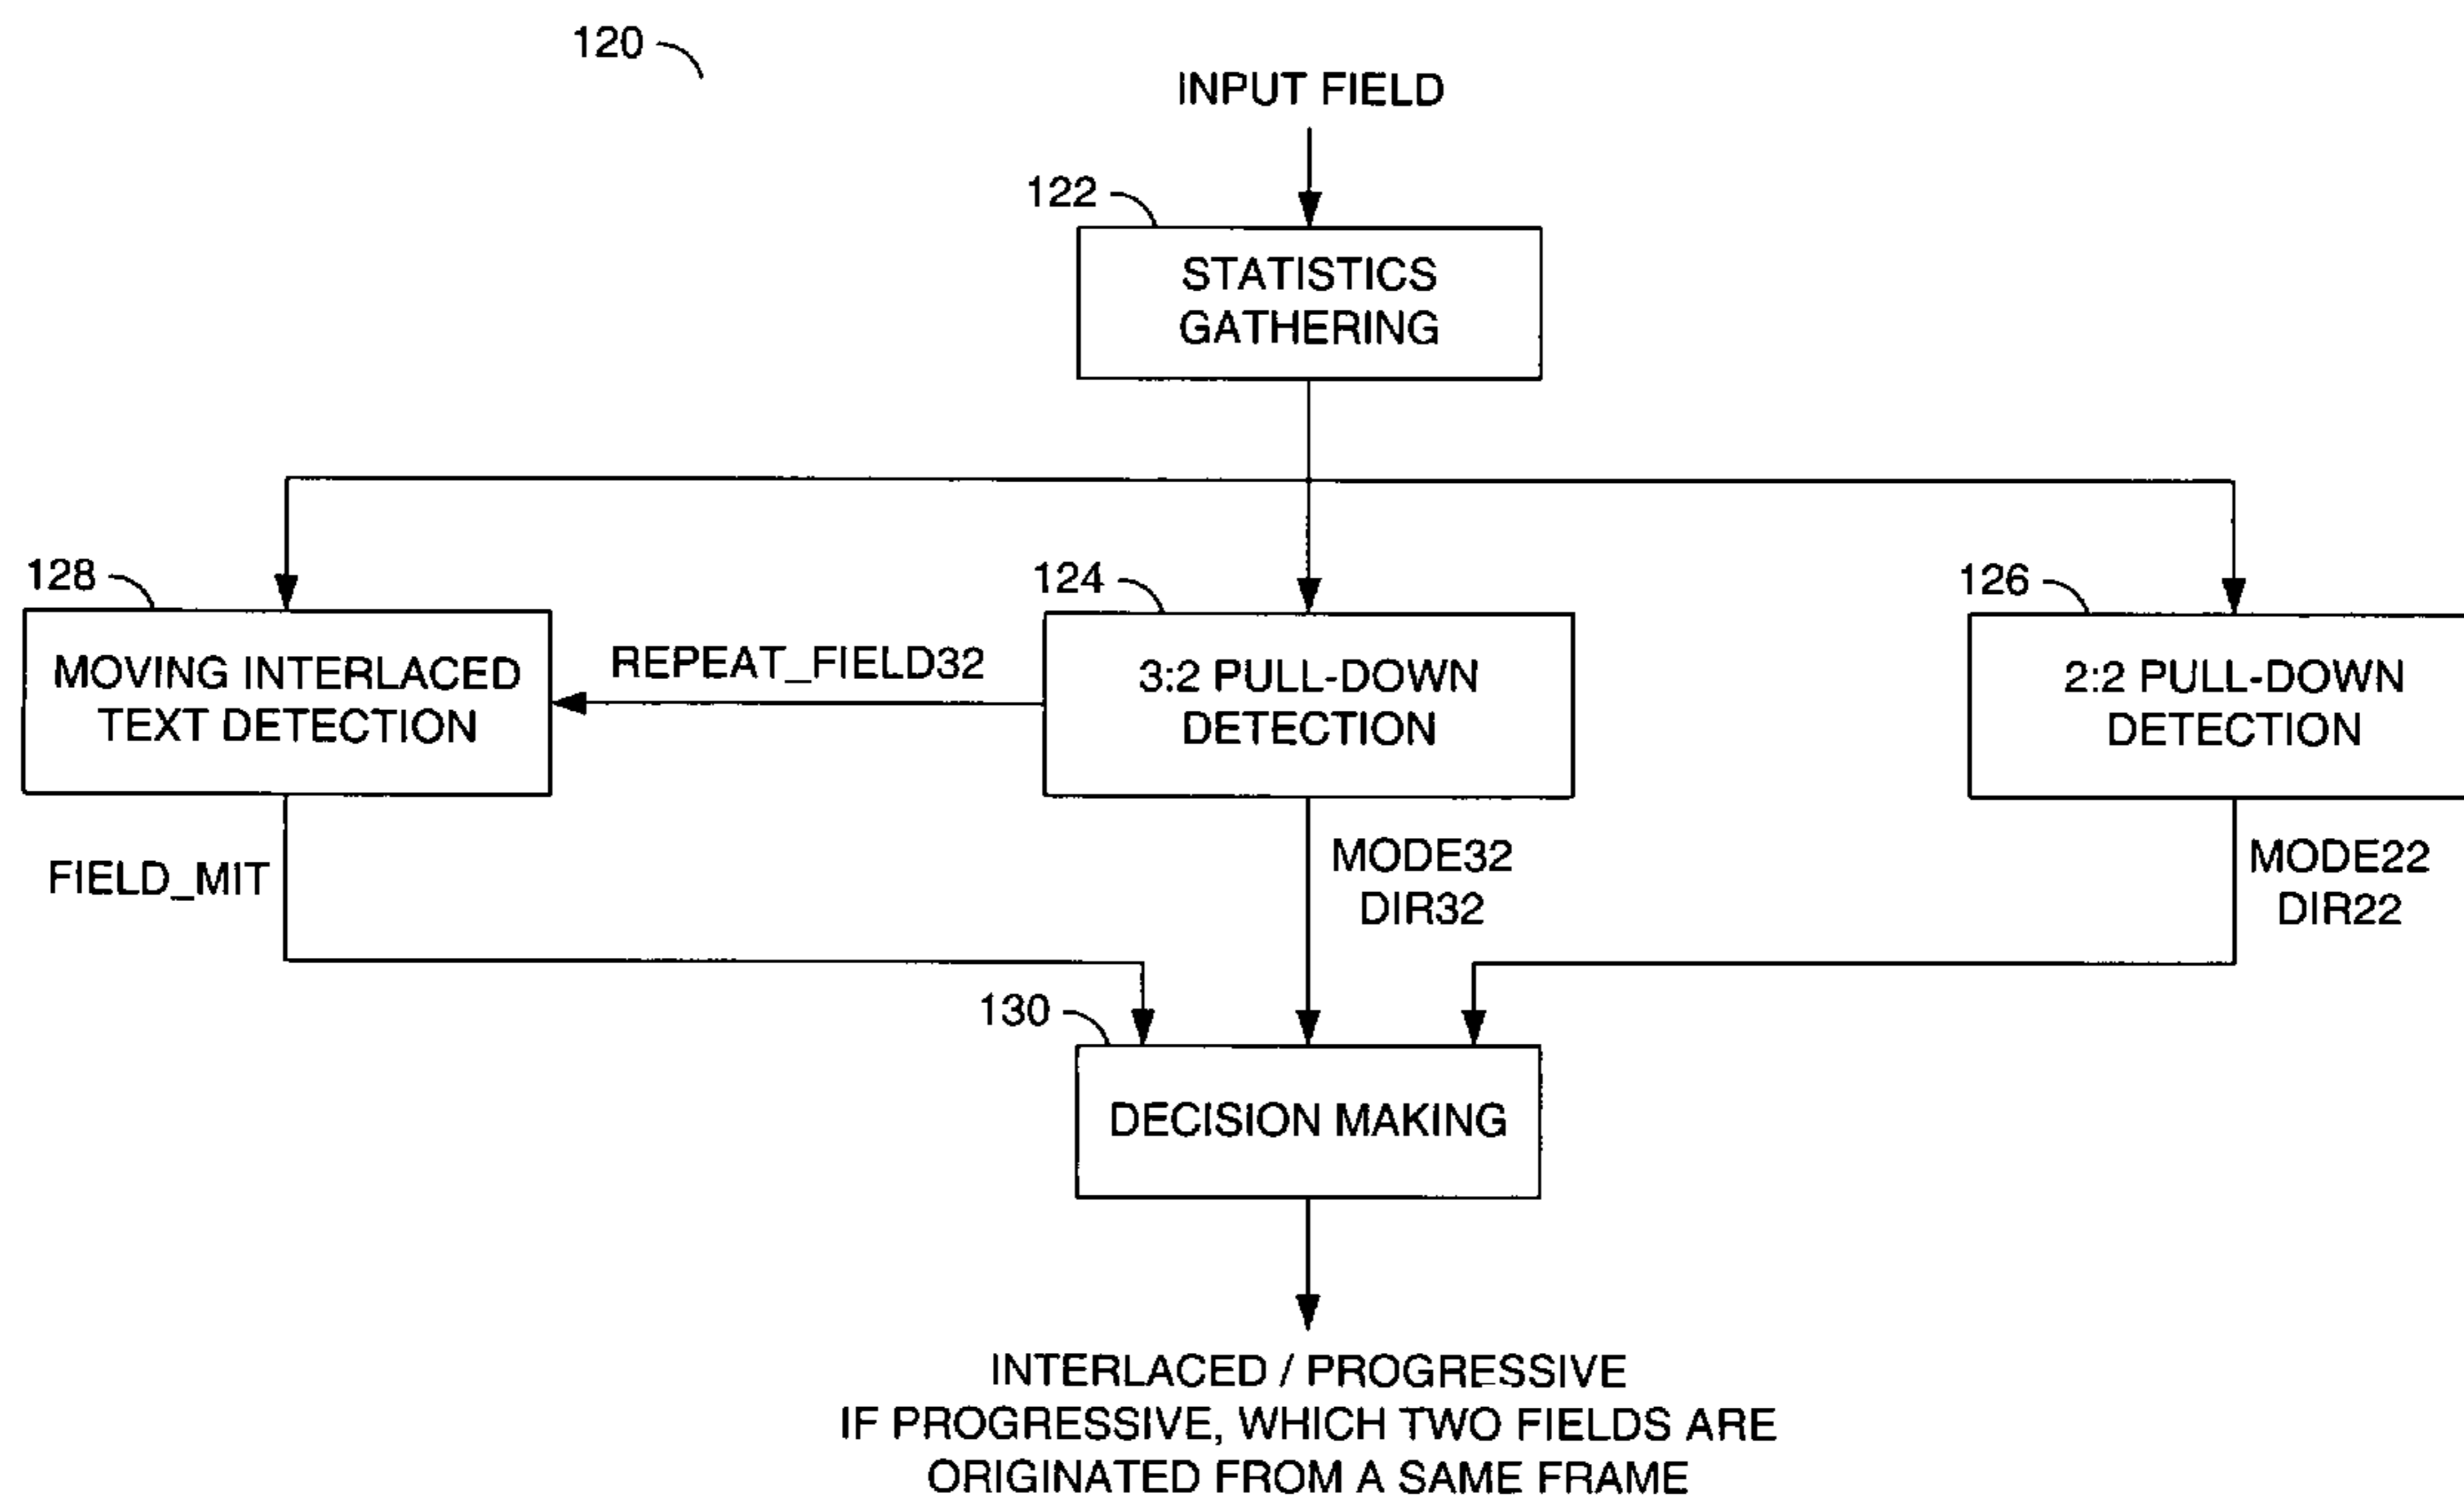 120
INPUT FIELD
122
STATISTICS
GATHERING
128
124
126
MOVING INTERLACED
TEXT DETECTION
REPEAT_FIELD32
3:2 PULL-DOWN
DETECTION
2:2 PULL-DOWN
DETECTION
FIELD_MIT
MODE32
DIR32
MODE22
DIR22
130
DECISION MAKING
INTERLACED / PROGRESSIVE
IF PROGRESSIVE, WHICH TWO FIELDS ARE
ORIGINATED FROM A SAME FRAME